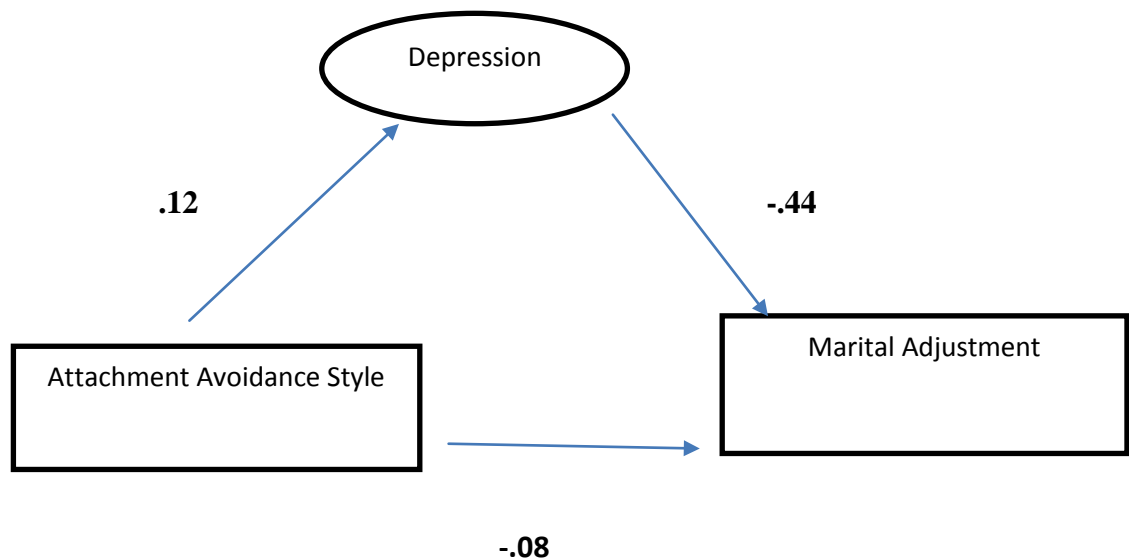 Depression
.12
-.44
Marital Adjustment
Attachment Avoidance Style
-.08